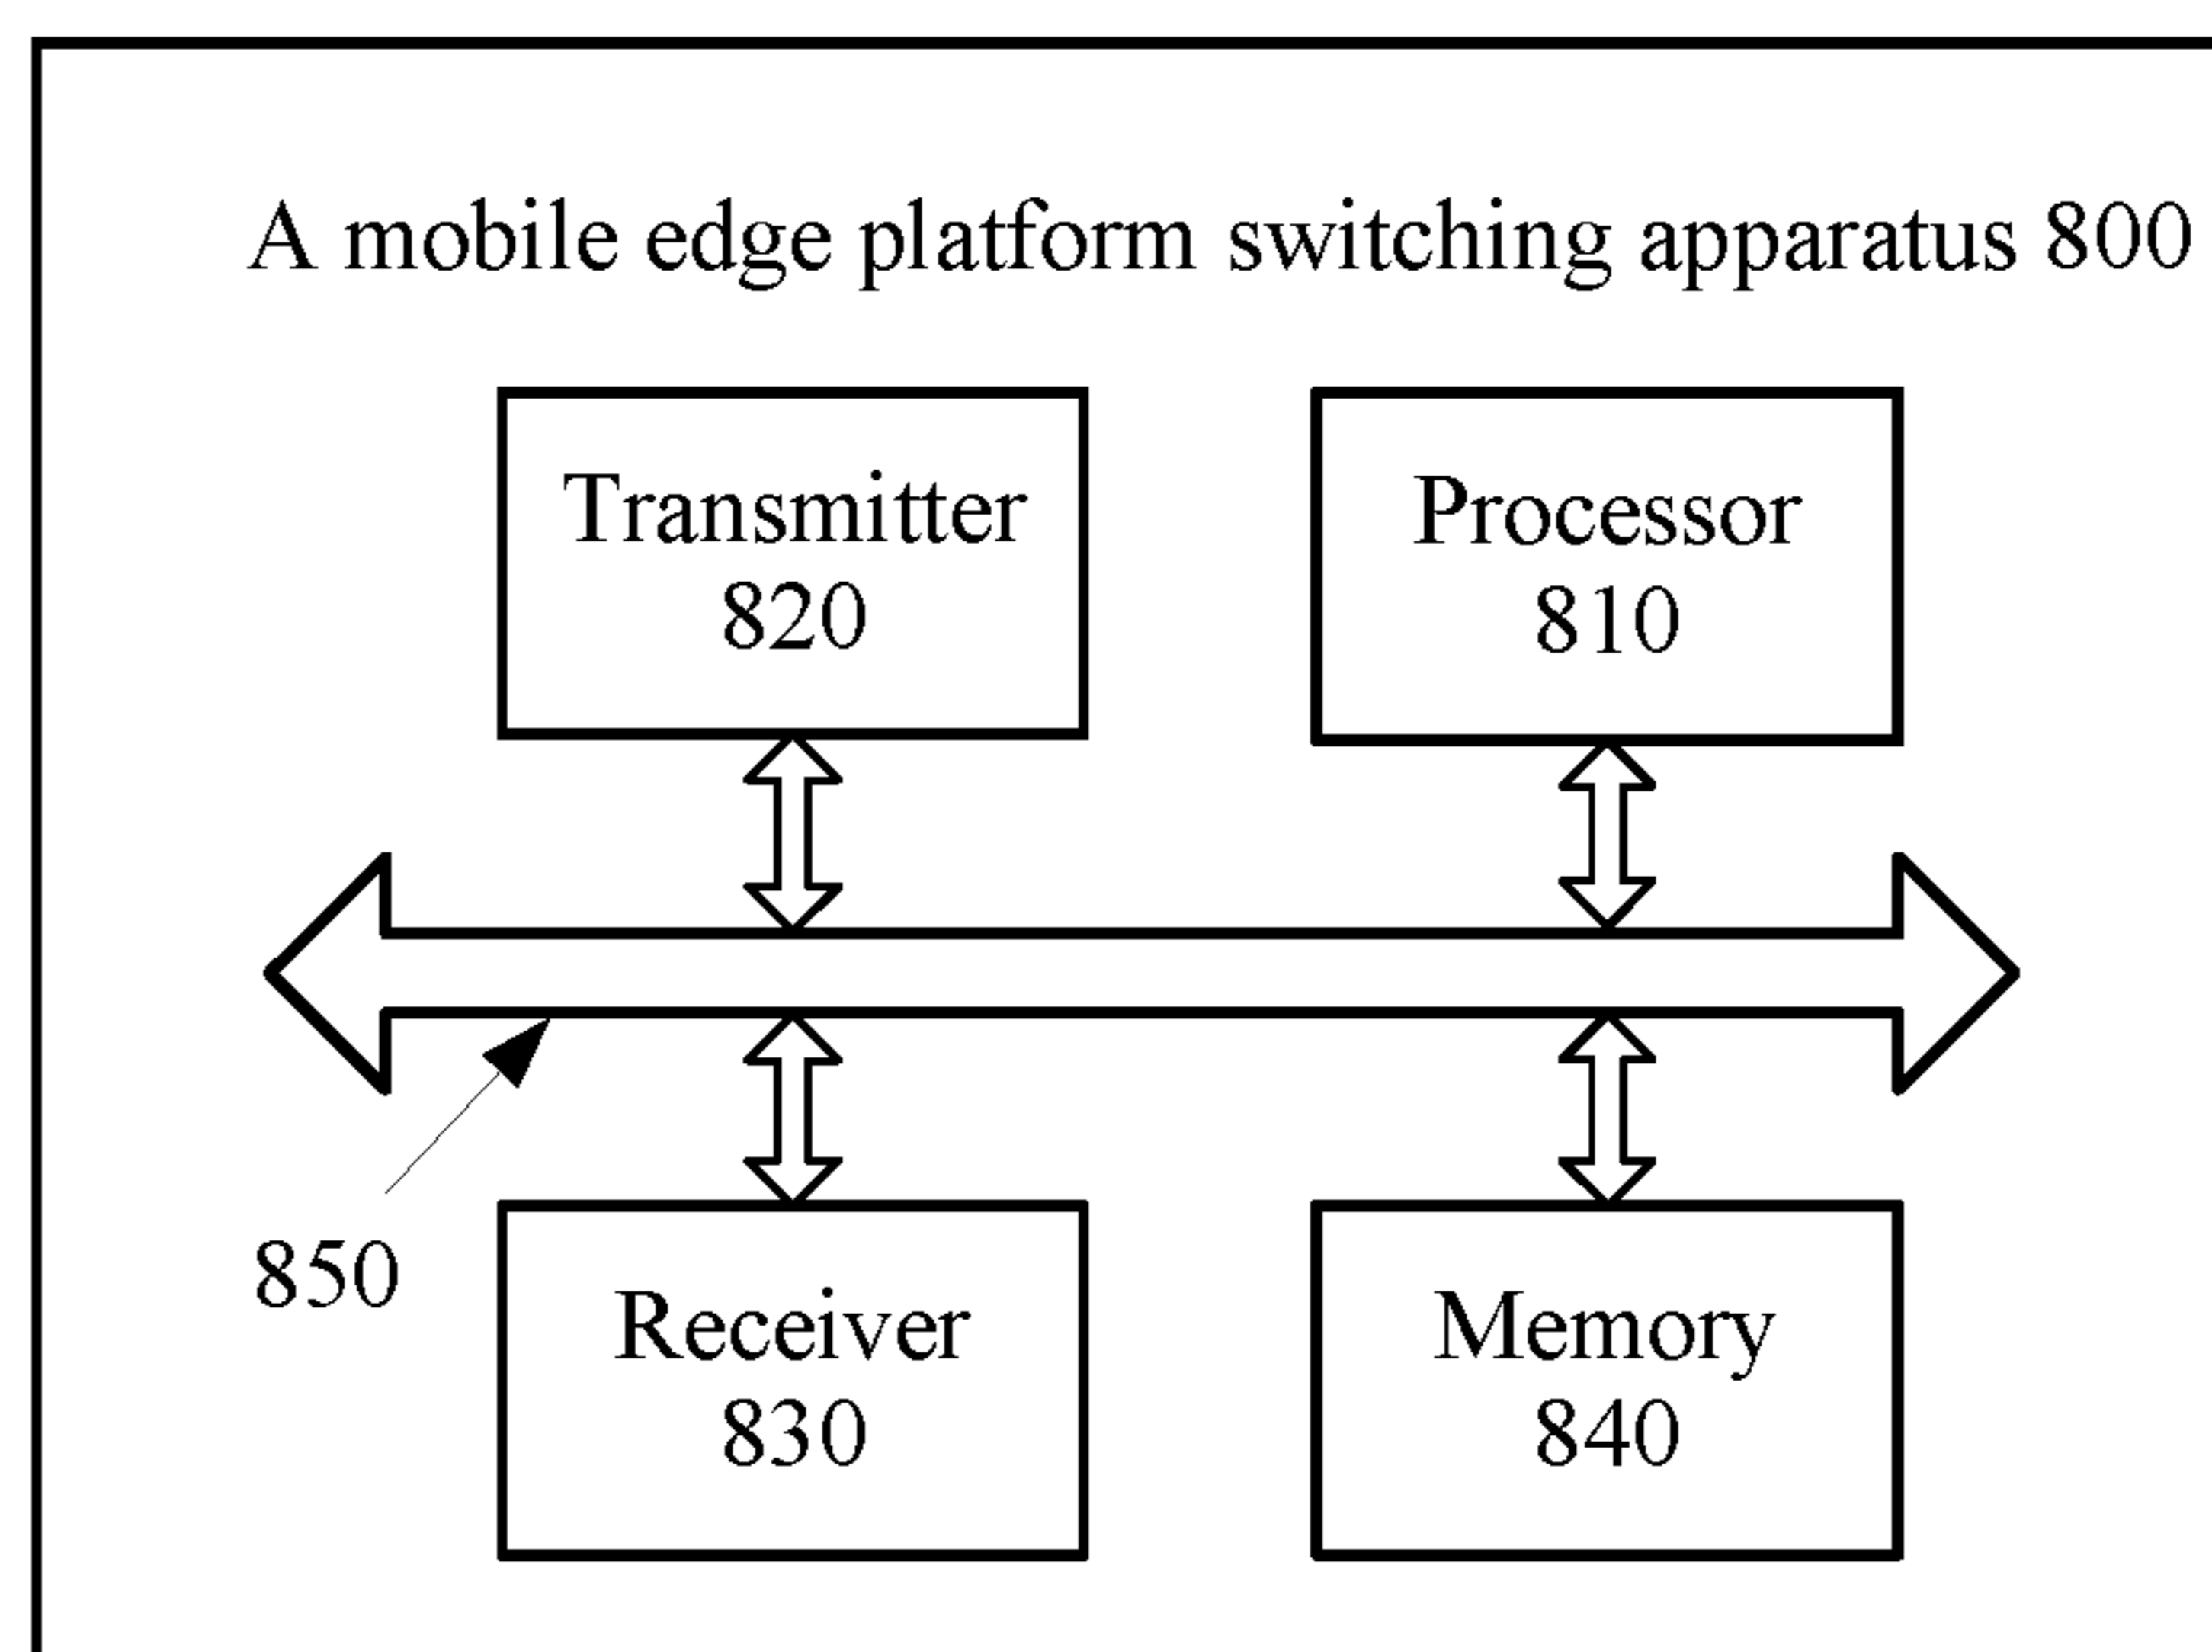 A mobile edge platform switching apparatus 800
Transmitter
820
Processor
810
850
Receiver
830
Memory
840